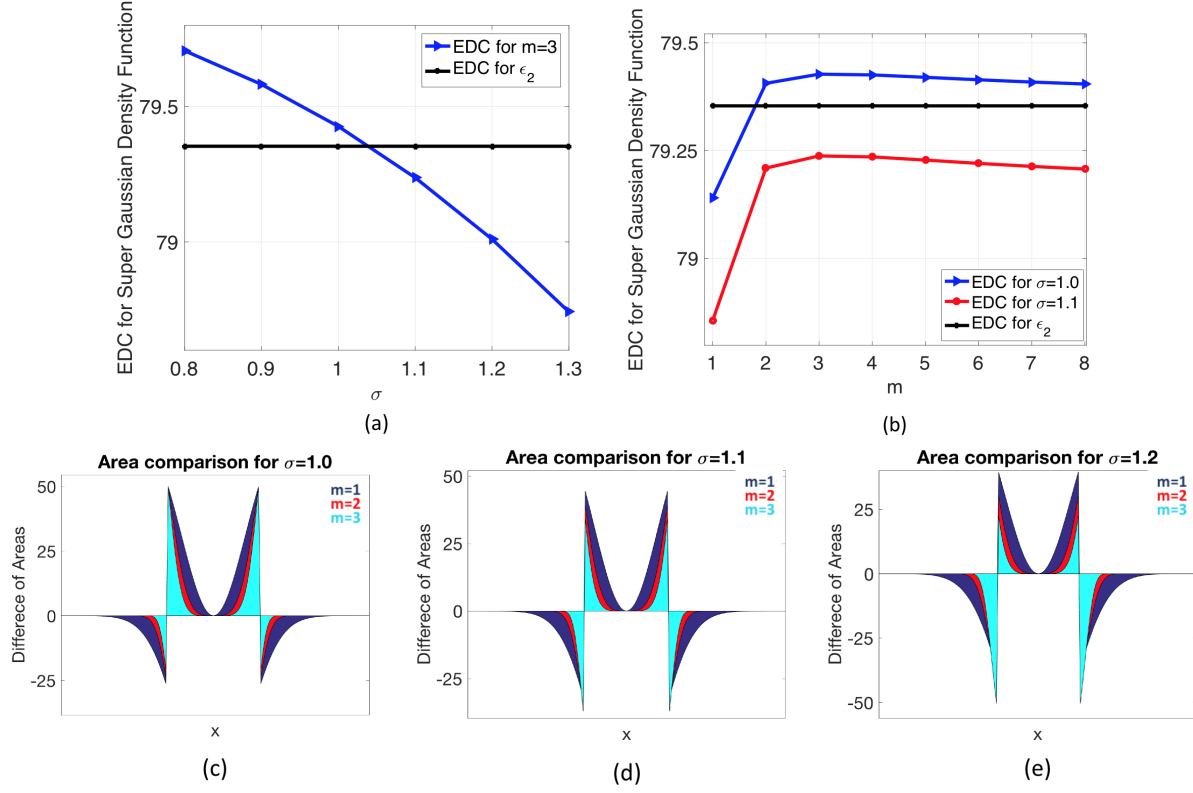 EDC for Super Gaussian Density Function
79.5
79
0.8 0.9 1 1.1 1.2 1.3
σ
EDC for m=3
EDC for ϵ2
(a)
EDC for Super Gaussian Density Function
79.5
79.25
79
1 2 3 4 5 6 7 8
m
EDC for σ=1.0
EDC for σ=1.1
EDC for ϵ2
(b)
Area comparison for σ=1.0
m=1
m=2
m=3
Differece of Areas
50
25
0
-25
x
(c)
Area comparison for σ=1.1
m=1
m=2
m=3
Differece of Areas
50
25
0
-25
x
(d)
Area comparison for σ=1.2
m=1
m=2
m=3
Differece of Areas
25
0
-25
-50
x
(e)